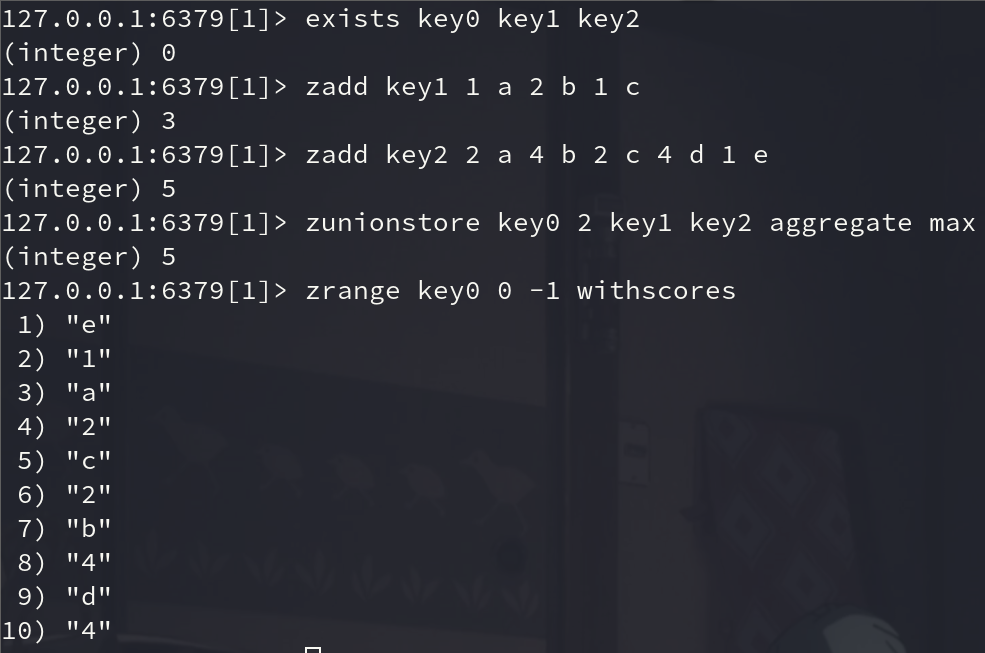 127.0.0.1:6379[1]> exists key0 key1 key2
(integer) 0
127.0.0.1:6379[1]> zadd key1 1 a 2 b 1 c
(integer) 3
127.0.0.1:6379[1]> zadd key2 2 a 4 b 2 c 4 d 1 e
(integer) 5
127.0.0.1:6379[1]> zunionstore key0 2 key1 key2 aggregate max
(integer) 5
127.0.0.1:6379[1]> zrange key0 0 -1 withscores
 1) "e"
 2) "1"
 3) "a"
 4) "2"
 5) "c"
 6) "2"
 7) "b"
 8) "4"
 9) "d"
10) "4"